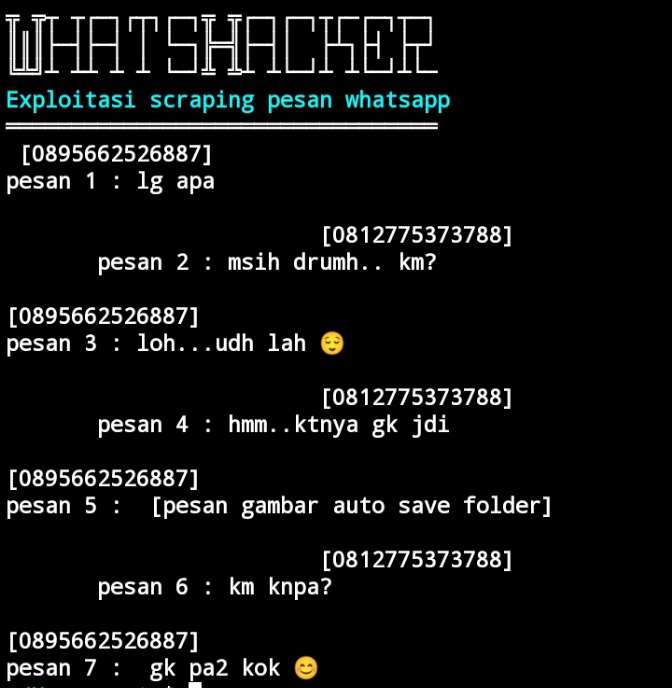 WHATSHACKER
Exploitasi scraping pesan whatsapp
[0895662526887]
pesan 1 : lg apa
[0812775373788]
pesan 2 : msih drumh.. km?
[0895662526887]
pesan 3 : loh...udh lah 😌
[0812775373788]
pesan 4 : hmm..ktnya gk jdi
[0895662526887]
pesan 5 :  [pesan gambar auto save folder]
[0812775373788]
pesan 6 : km knpa?
[0895662526887]
pesan 7 :  gk pa2 kok 😊